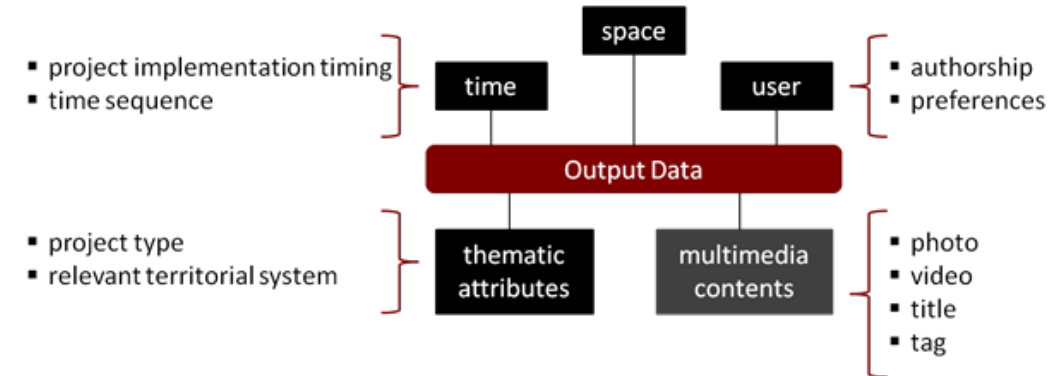 space
▪ project implementation timing
▪ time sequence
time
user
▪ authorship
▪ preferences
Output Data
▪ project type
▪ relevant territorial system
thematic
attributes
multimedia
contents
▪ photo
▪ video
▪ title
▪ tag